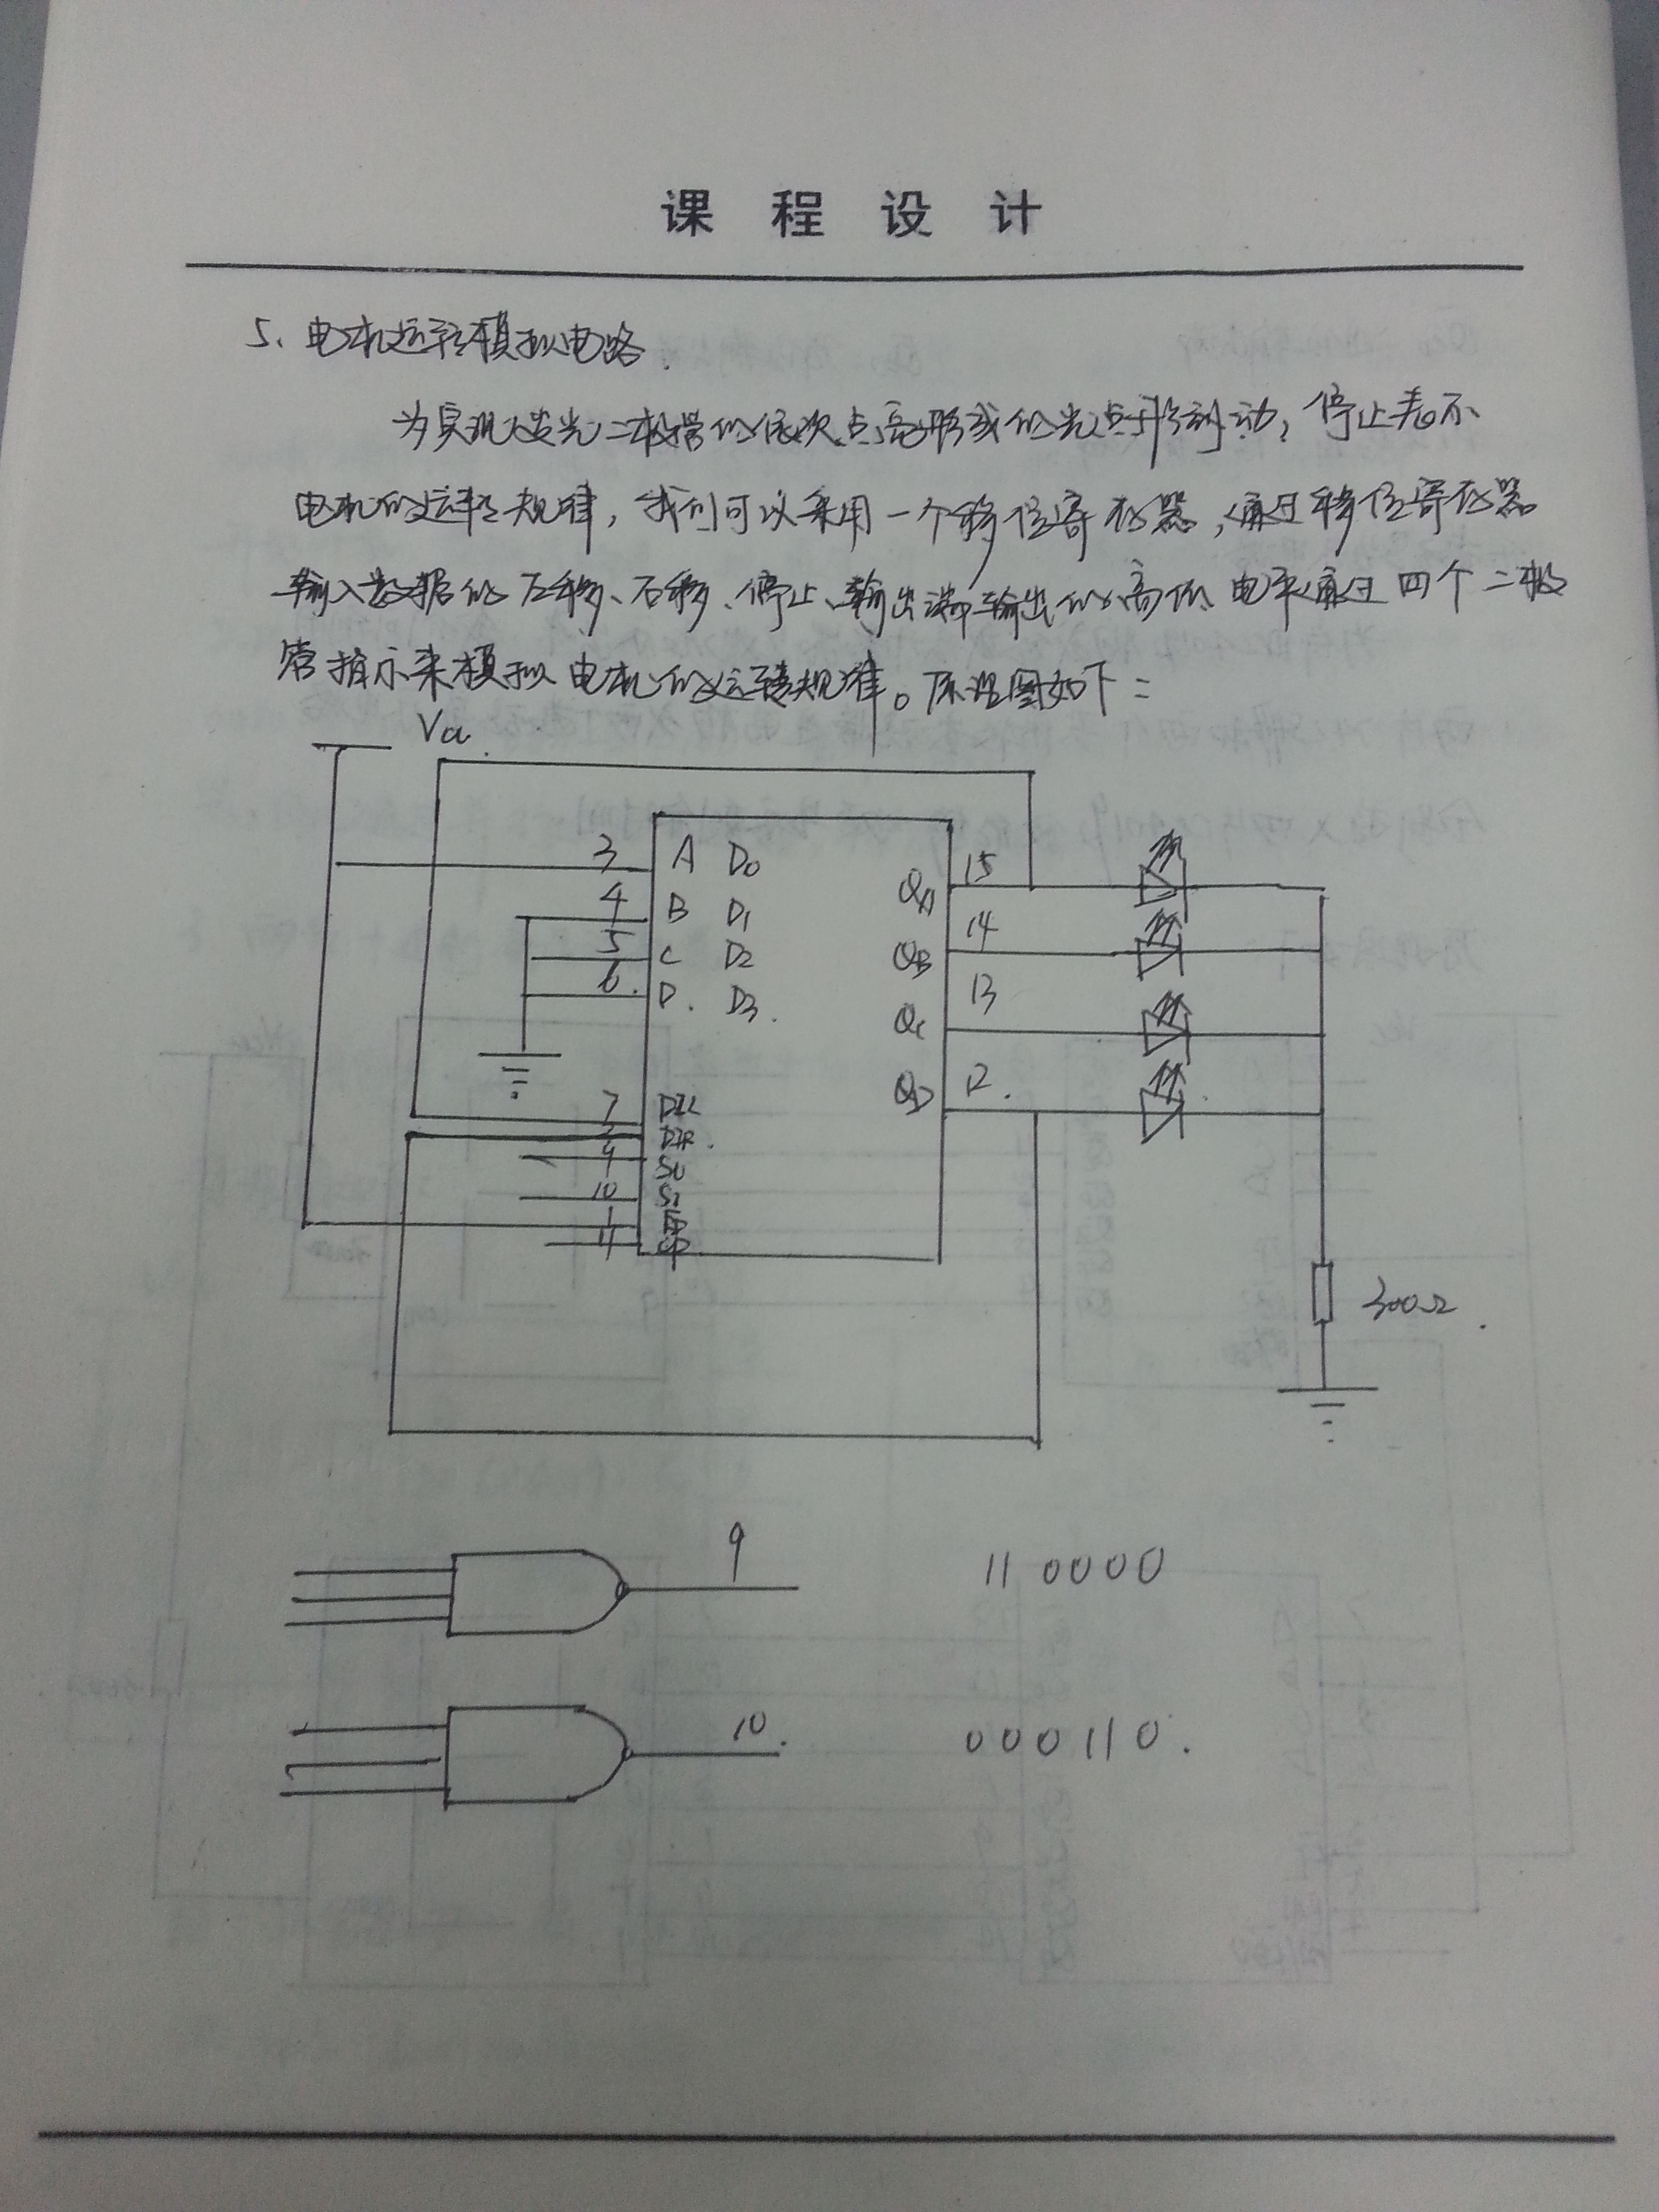 课程设计
5、电机运转模拟电路.
为实现发光二极管的依次点亮形成的光点移动,停止表示
电机的运转规律,我们可以采用一个移位寄存器,通过移位寄存器
输入数据的左移、右移、停止、输出端输出的高低电平通过四个二极
管指示来模拟电机的运转规律。原理图如下:
Vcc
3 A D0
QA 15
4 B D1
QB 14
5 C D2
6 D. D3.
QC 13
QD 12.
7 DIL
2 DIR.
9 S0
10 S1
1
11 CP
300Ω
9
110000
10.
000110.